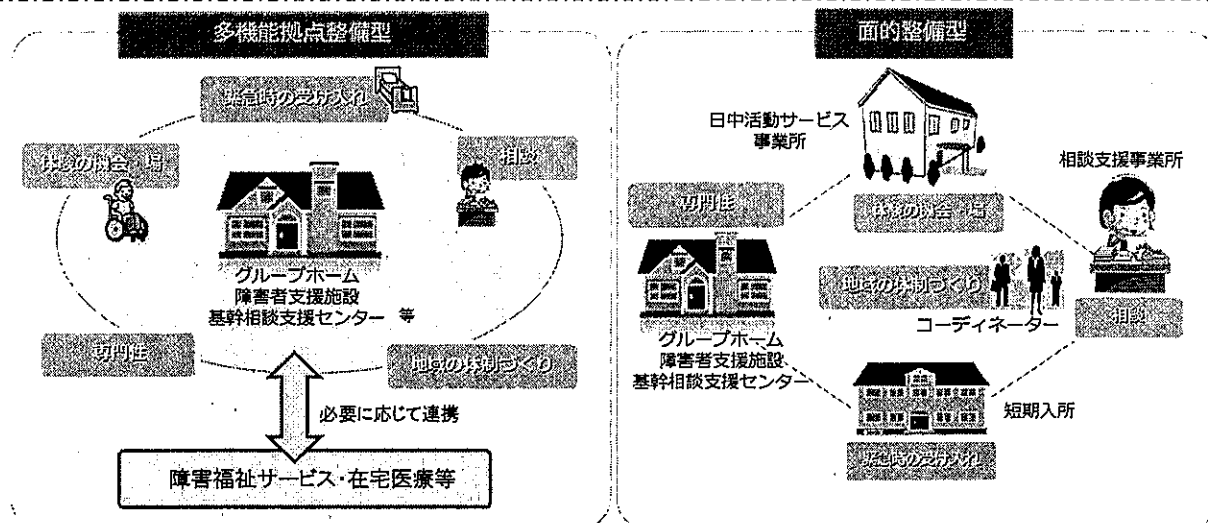 多機能拠点整備型
緊急時の受け入れ
体験の機会・場
相談
グループホーム
障害者支援施設
基幹相談支援センター 等
専門性
地域の体制づくり
必要に応じて連携
障害福祉サービス・在宅医療等
面的整備型
日中活動サービス
事業所
相談支援事業所
専門性
体験の機会・場
地域の体制づくり
コーディネーター
相談
グループホーム
障害者支援施設
基幹相談支援センター
短期入所
緊急時の受け入れ